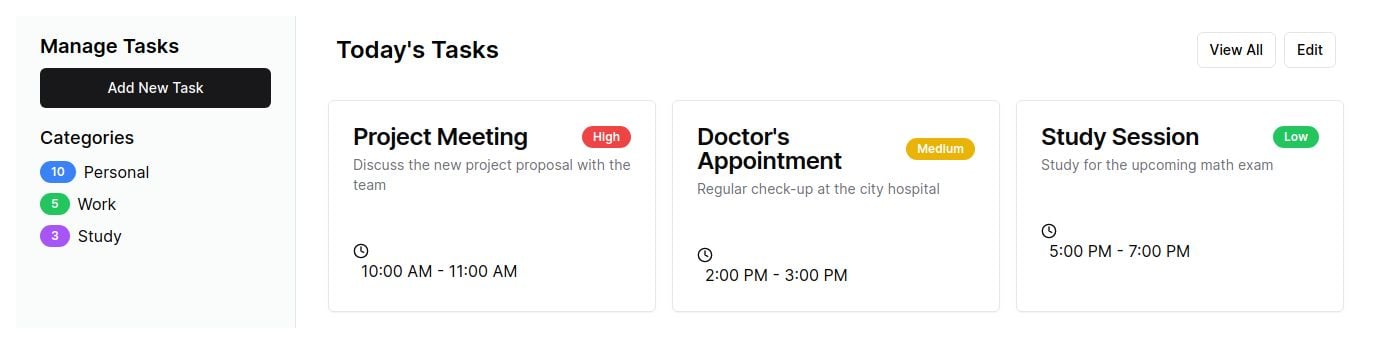 Manage Tasks
Add New Task
Categories
10 Personal
5 Work
3 Study
Today's Tasks
View All
Edit
Project Meeting
High
Discuss the new project proposal with the
team
10:00 AM - 11:00 AM
Doctor's
Appointment
Medium
Regular check-up at the city hospital
2:00 PM - 3:00 PM
Study Session
Low
Study for the upcoming math exam
5:00 PM - 7:00 PM